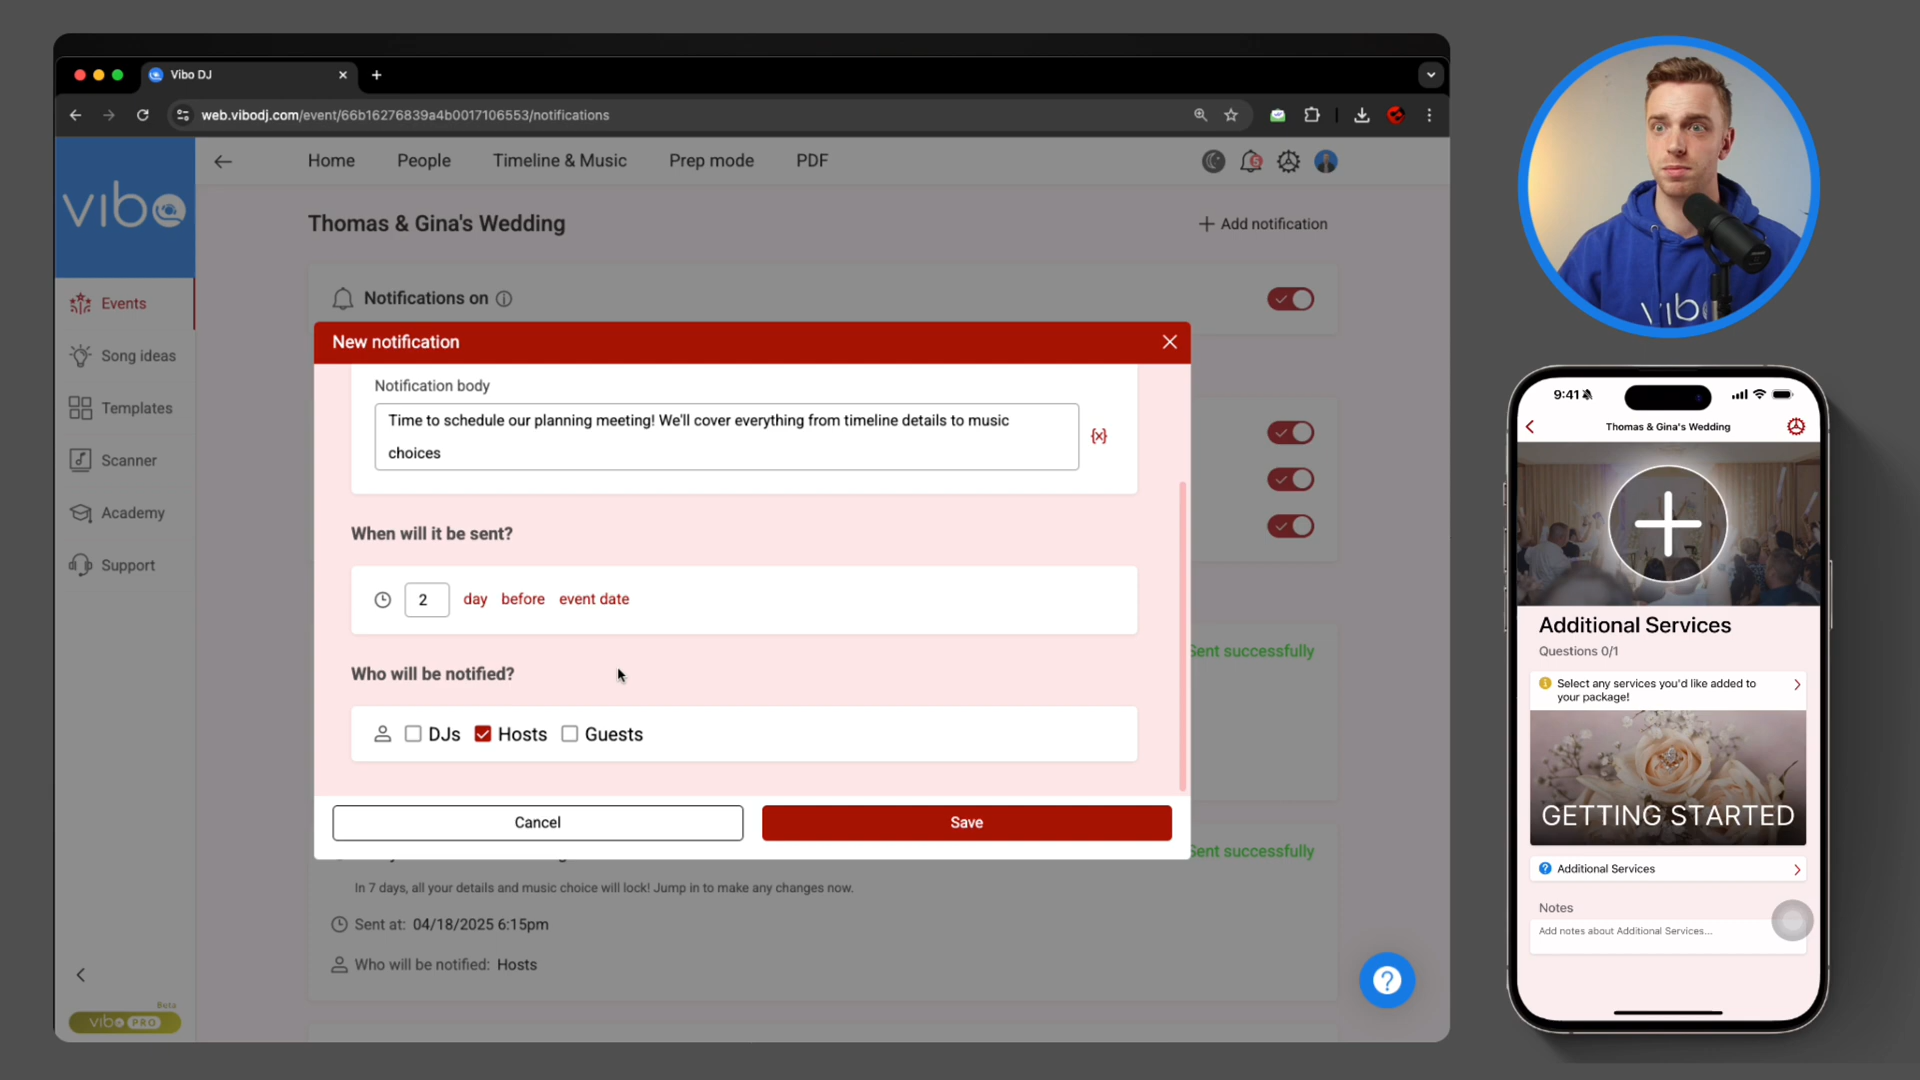 Vibo DJ
web.vibodj.com/event/66b16276839a4b0017106553/notifications
vibo
Home People Timeline & Music Prep mode PDF
5
Thomas & Gina's Wedding
Add notification
Events
Song ideas
Templates
Scanner
Academy
Support
Beta
vibo PRO
Notifications on
New notification
Notification body
Time to schedule our planning meeting! We'll cover everything from timeline details to music
choices
{x}
When will it be sent?
2 day before event date
Who will be notified?
DJs Hosts Guests
Cancel
Save
Sent successfully
Sent successfully
In 7 days, all your details and music choice will lock! Jump in to make any changes now.
Sent at: 04/18/2025 6:15pm
Who will be notified: Hosts
?
vibo
9:41
Thomas & Gina's Wedding
Additional Services
Questions 0/1
Select any services you'd like added to
your package!
GETTING STARTED
Additional Services
Notes
Add notes about Additional Services...